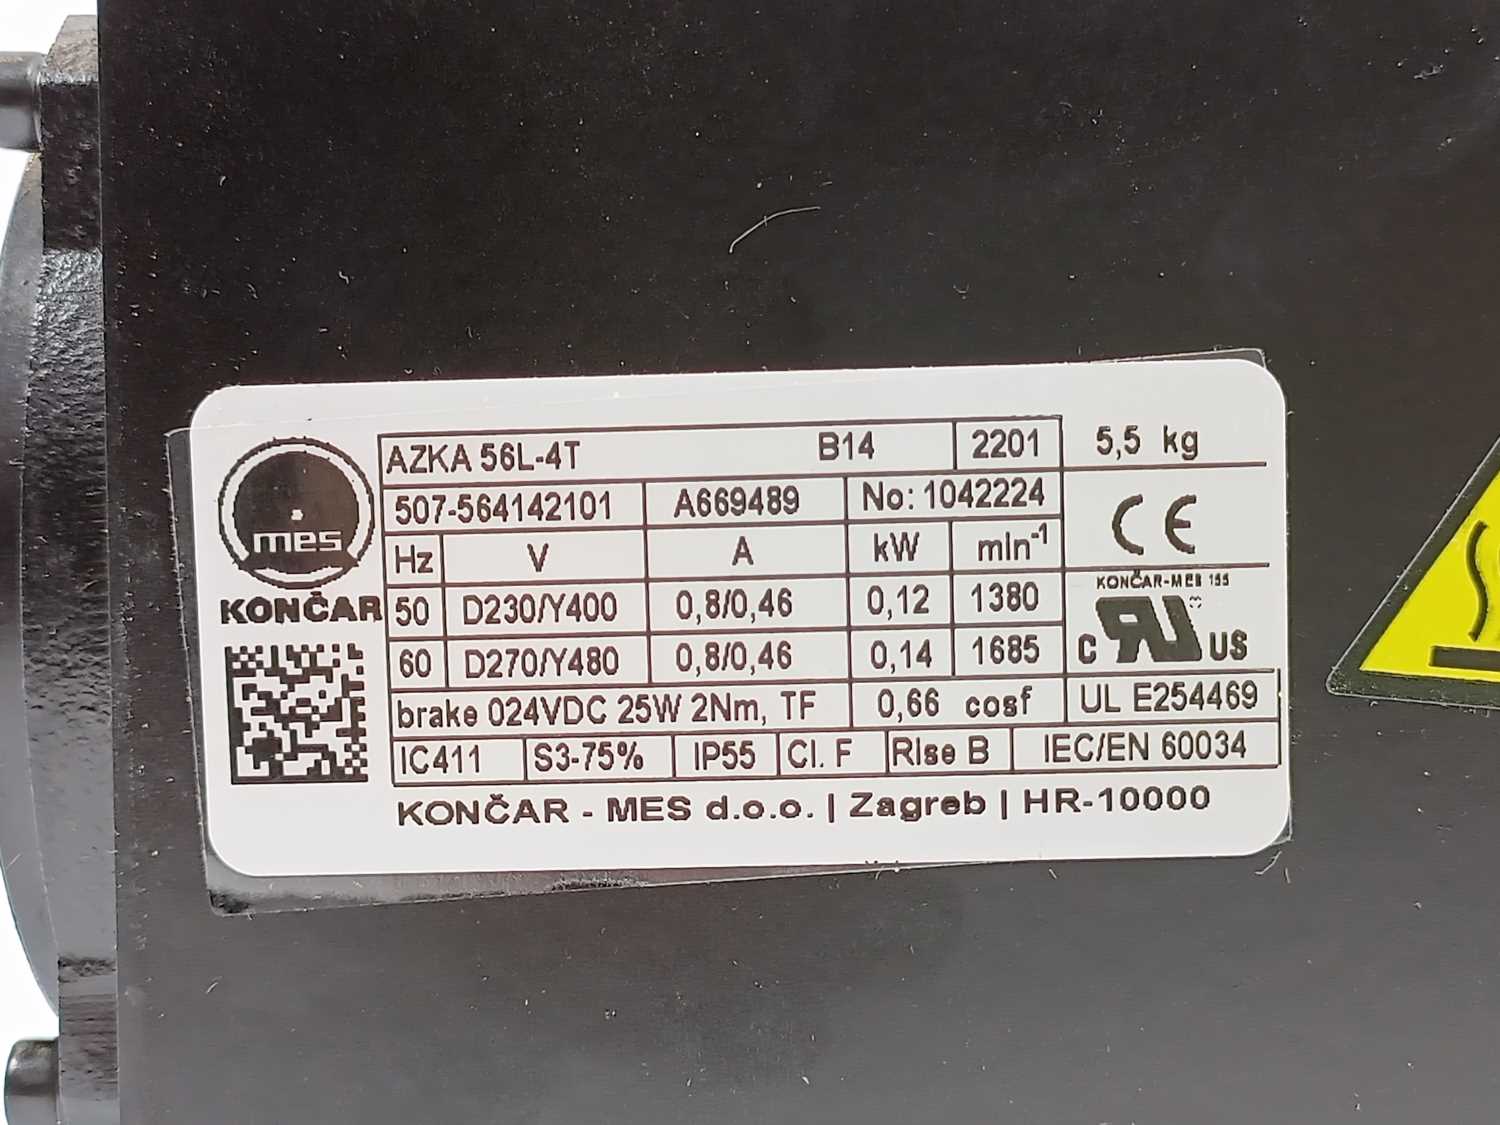 AZKA 56L-4T B14 2201 5,5 kg
507-564142101 A669489 No: 1042224
mes
KONČAR
Hz V A kW min-1
KONČAR-MES 155
50 D230/Y400 0,8/0,46 0,12 1380
60 D270/Y480 0,8/0,46 0,14 1685
C US
brake 024VDC 25W 2Nm, TF 0,66 cosf UL E254469
IC411 S3-75% IP55 Cl. F Rise B IEC/EN 60034
KONČAR - MES d.o.o. | Zagreb | HR-10000